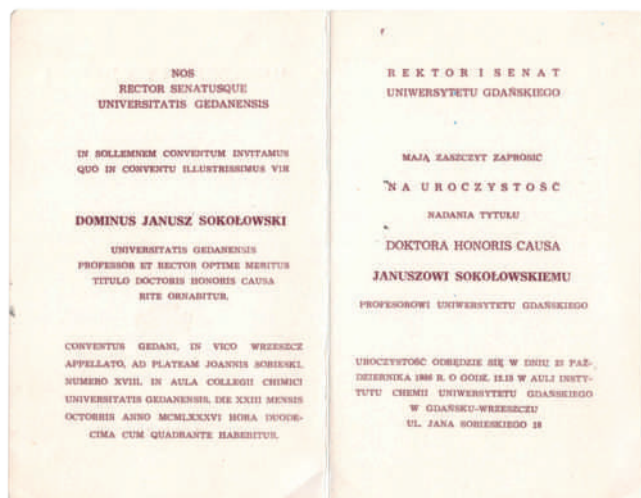 NOS
RECTOR SENATUSQUE
UNIVERSITATIS GEDANENSIS
IN SOLLEMNEM CONVENTUM INVITAMUS
QUO IN CONVENTU ILLUSTRISSIMUS VIR
DOMINUS JANUSZ SOKOŁOWSKI
UNIVERSITATIS GEDANENSIS
PROFESSOR ET RECTOR OPTIME MERITUS
TITULO DOCTORIS HONORIS CAUSA
RITE ORNABITUR.
CONVENTUS GEDANI, IN VICO WRZESZCZ
APPELLATO, AD PLATEAM JOANNIS SOBIESKI,
NUMERO XVIII, IN AULA COLLEGII CHIMICI
UNIVERSITATIS GEDANENSIS, DIE XXIII MENSIS
OCTOBRIS ANNO MCMLXXXVI HORA DUODE-
CIMA CUM QUADRANTE HABEBITUR.
REKTOR I SENAT
UNIWERSYTETU GDAŃSKIEGO
MAJĄ ZASZCZYT ZAPROSIĆ
NA UROCZYSTOŚĆ
NADANIA TYTUŁU
DOKTORA HONORIS CAUSA
JANUSZOWI SOKOŁOWSKIEMU
PROFESOROWI UNIWERSYTETU GDAŃSKIEGO
UROCZYSTOŚĆ ODBĘDZIE SIĘ W DNIU 23 PAŹ-
DZIERNIKA 1986 R. O GODZ. 12.15 W AULI INSTY-
TUTU CHEMII UNIWERSYTETU GDAŃSKIEGO
W GDAŃSKU-WRZESZCZU
UL. JANA SOBIESKIEGO 18